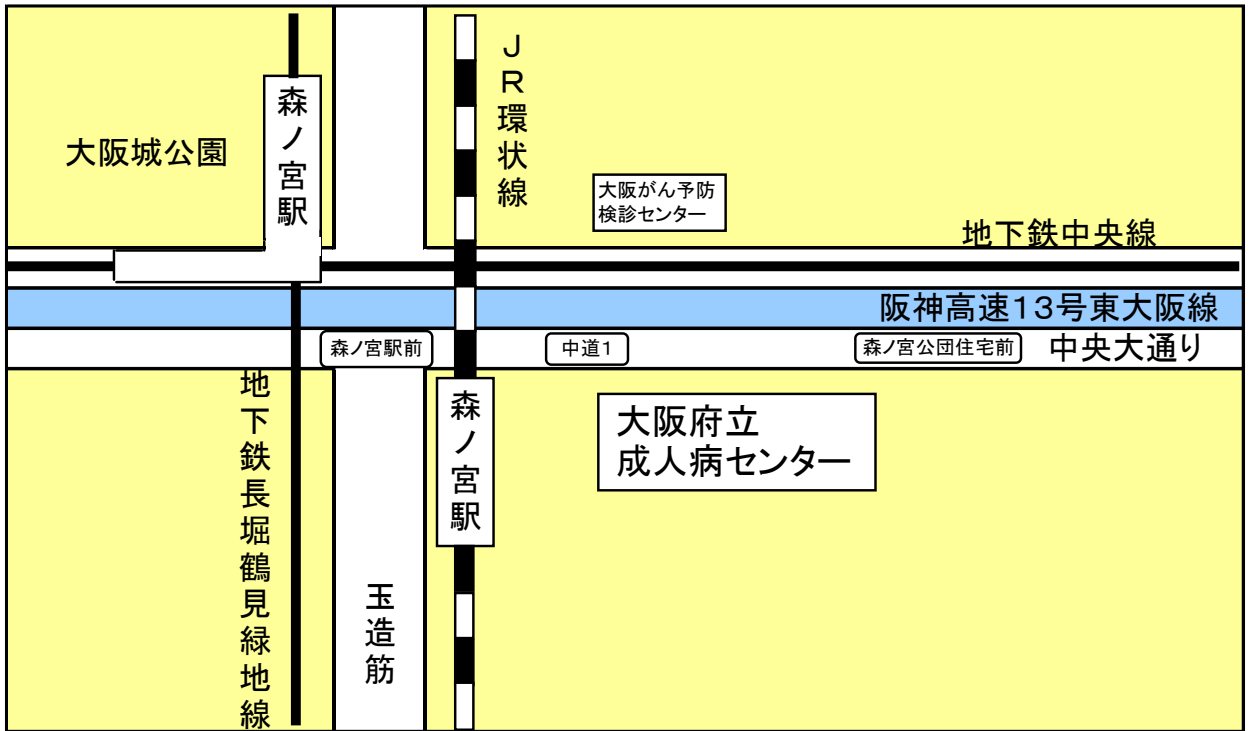 大阪城公園
森ノ宮駅
JR環状線
大阪がん予防
検診センター
地下鉄中央線
阪神高速13号東大阪線
森ノ宮駅前
中道1
森ノ宮公団住宅前
中央大通り
地下鉄長堀鶴見緑地線
玉造筋
森ノ宮駅
大阪府立
成人病センター